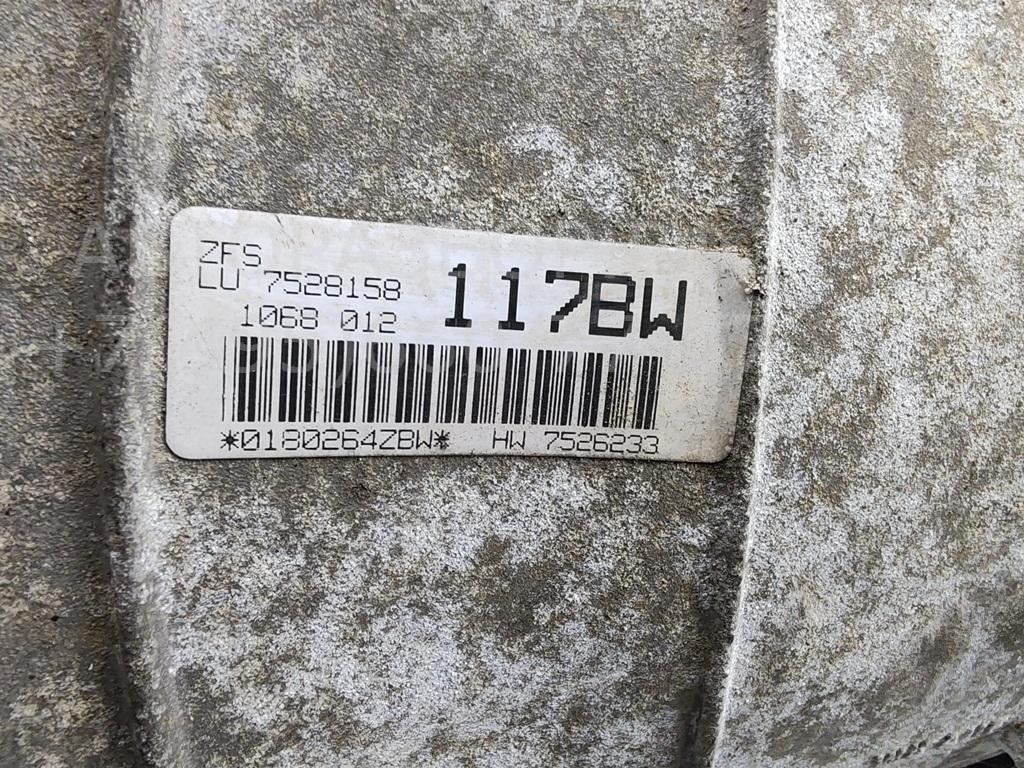 ZFS
LU 7528158 117BW
1068 012
*0180264ZBW* HW 7526233